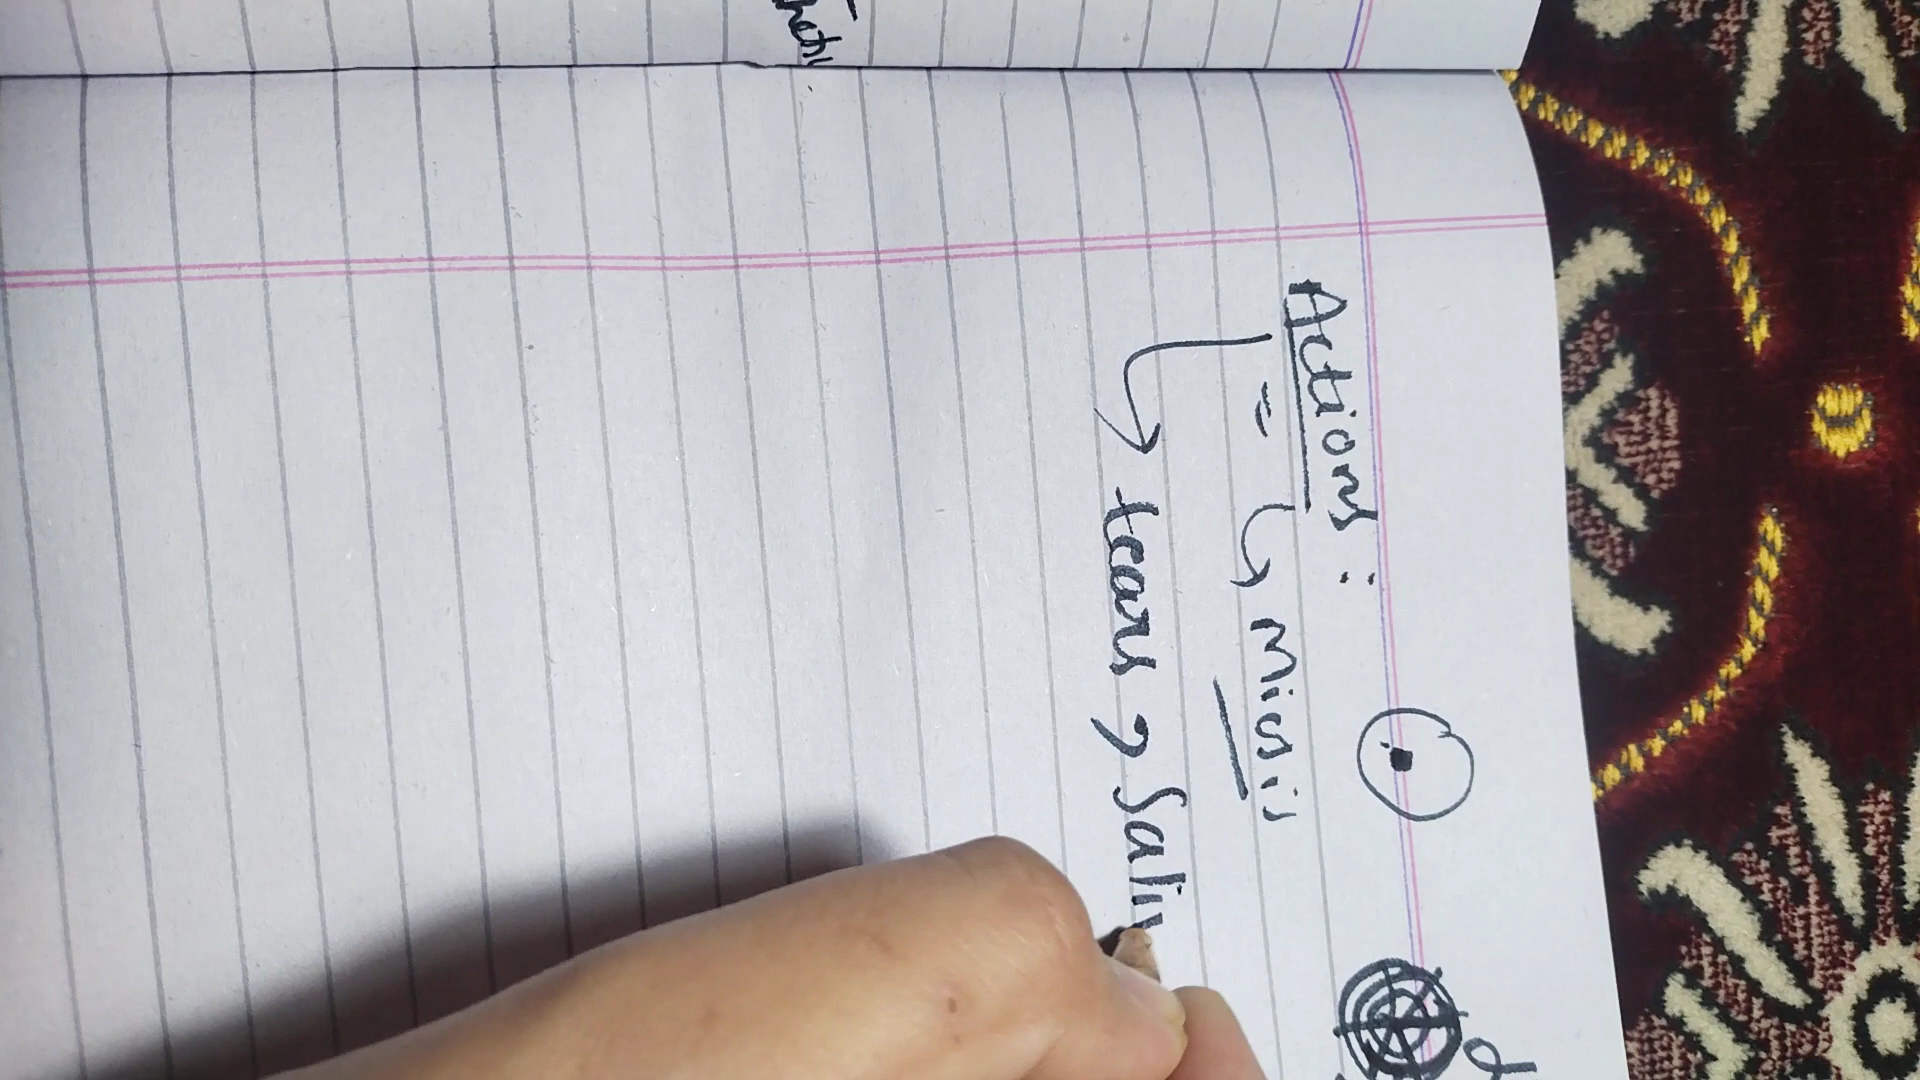 Actions :
= ↳ Miosis
↳ tears , Saliv